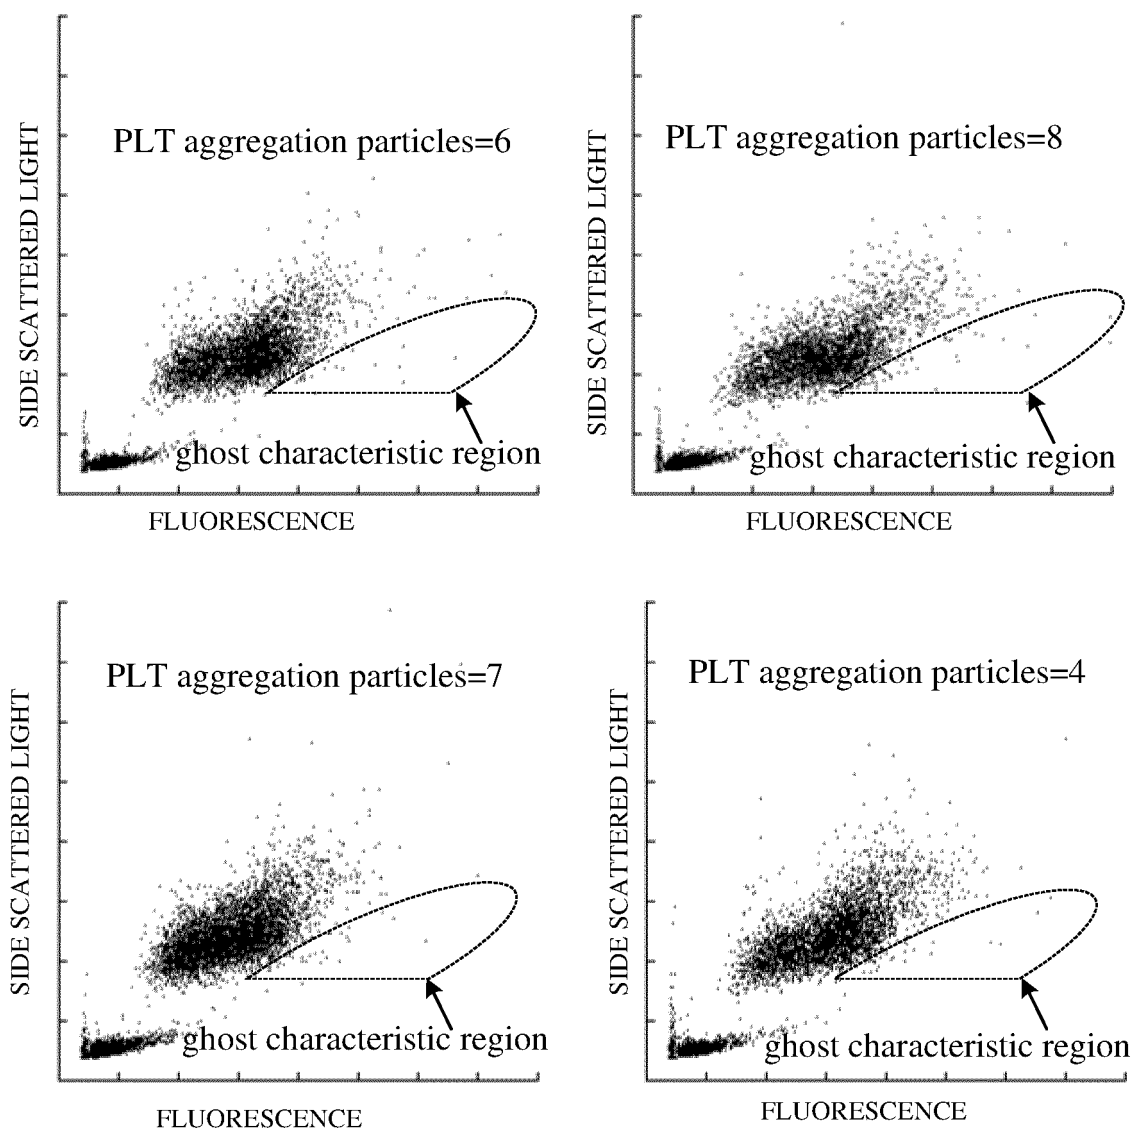 PLT aggregation particles=6
SIDE SCATTERED LIGHT
ghost characteristic region
FLUORESCENCE
PLT aggregation particles=8
SIDE SCATTERED LIGHT
ghost characteristic region
FLUORESCENCE
PLT aggregation particles=7
SIDE SCATTERED LIGHT
ghost characteristic region
FLUORESCENCE
PLT aggregation particles=4
SIDE SCATTERED LIGHT
ghost characteristic region
FLUORESCENCE